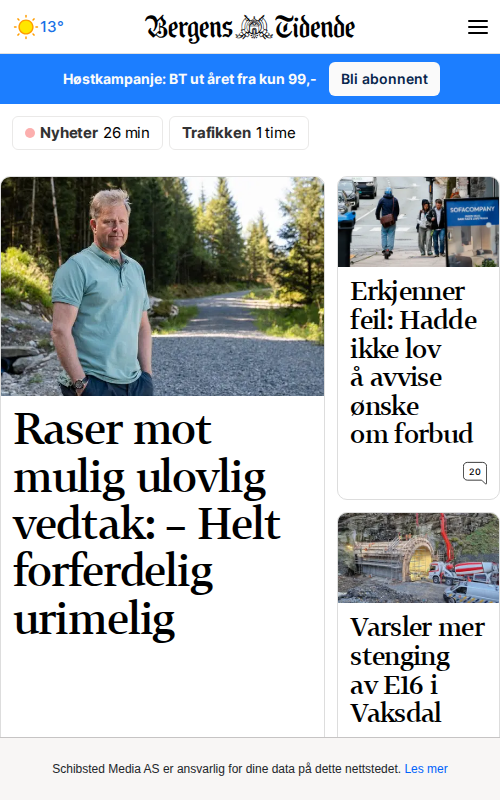 13°
Bergens Tidende
Høstkampanje: BT ut året fra kun 99,-
Bli abonnent
Nyheter 26 min
Trafikken 1 time
Raser mot
mulig ulovlig
vedtak: – Helt
forferdelig
urimelig
SOFACOMPANY
Erkjenner
feil: Hadde
ikke lov
å avvise
ønske
om forbud
20
Varsler mer
stenging
av E16 i
Vaksdal
Schibsted Media AS er ansvarlig for dine data på dette nettstedet. Les mer